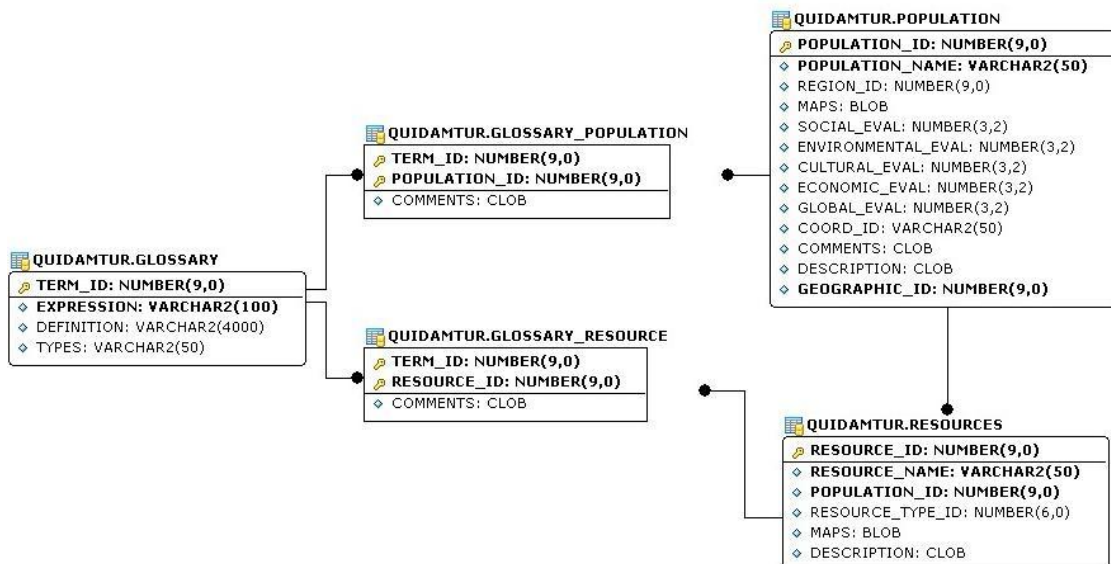 QUIDAMTUR.POPULATION
POPULATION_ID: NUMBER(9,0)
POPULATION_NAME: VARCHAR2(50)
REGION_ID: NUMBER(9,0)
MAPS: BLOB
SOCIAL_EVAL: NUMBER(3,2)
ENVIRONMENTAL_EVAL: NUMBER(3,2)
CULTURAL_EVAL: NUMBER(3,2)
ECONOMIC_EVAL: NUMBER(3,2)
GLOBAL_EVAL: NUMBER(3,2)
COORD_ID: VARCHAR2(50)
COMMENTS: CLOB
DESCRIPTION: CLOB
GEOGRAPHIC_ID: NUMBER(9,0)
QUIDAMTUR.GLOSSARY_POPULATION
TERM_ID: NUMBER(9,0)
POPULATION_ID: NUMBER(9,0)
COMMENTS: CLOB
QUIDAMTUR.GLOSSARY
TERM_ID: NUMBER(9,0)
EXPRESSION: VARCHAR2(100)
DEFINITION: VARCHAR2(4000)
TYPES: VARCHAR2(50)
QUIDAMTUR.GLOSSARY_RESOURCE
TERM_ID: NUMBER(9,0)
RESOURCE_ID: NUMBER(9,0)
COMMENTS: CLOB
QUIDAMTUR.RESOURCES
RESOURCE_ID: NUMBER(9,0)
RESOURCE_NAME: VARCHAR2(50)
POPULATION_ID: NUMBER(9,0)
RESOURCE_TYPE_ID: NUMBER(6,0)
MAPS: BLOB
DESCRIPTION: CLOB